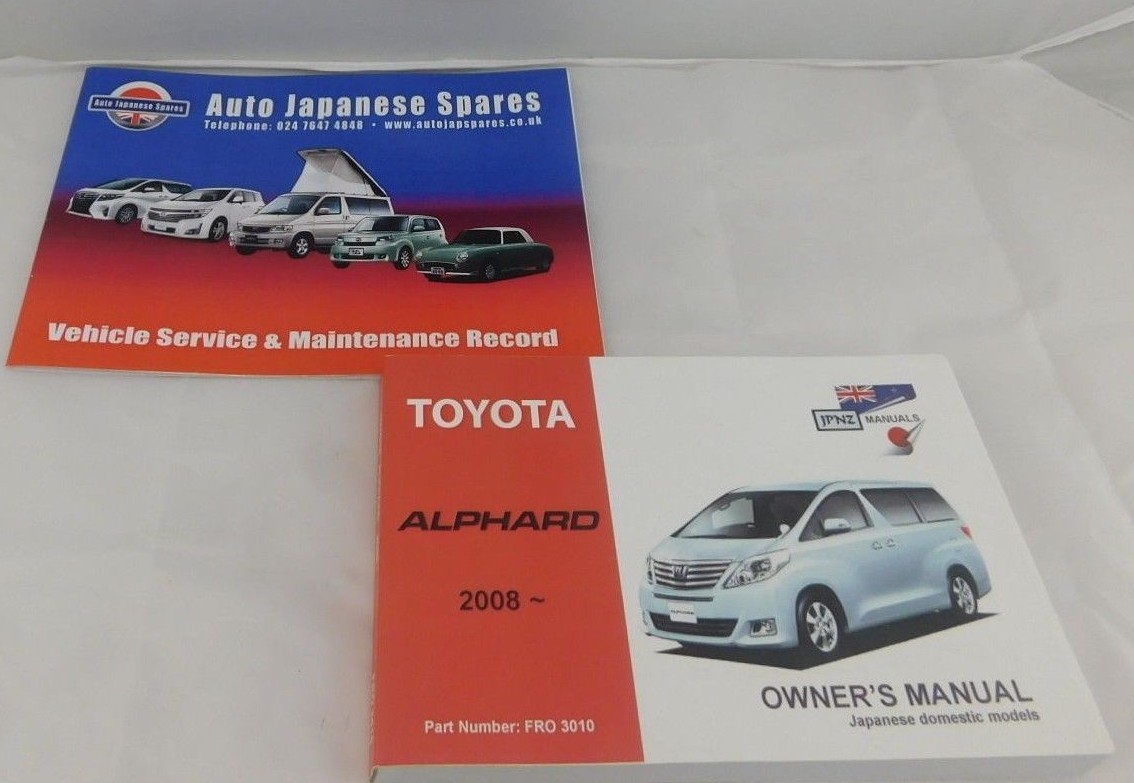 Auto Japanese Spares
Auto Japanese Spares
Telephone: 024 7647 4848 • www.autojapspares.co.uk
Vehicle Service & Maintenance Record
TOYOTA
ALPHARD
2008 ~
Part Number: FRO 3010
JPNZ MANUALS
ALPHARD
OWNER'S MANUAL
Japanese domestic models